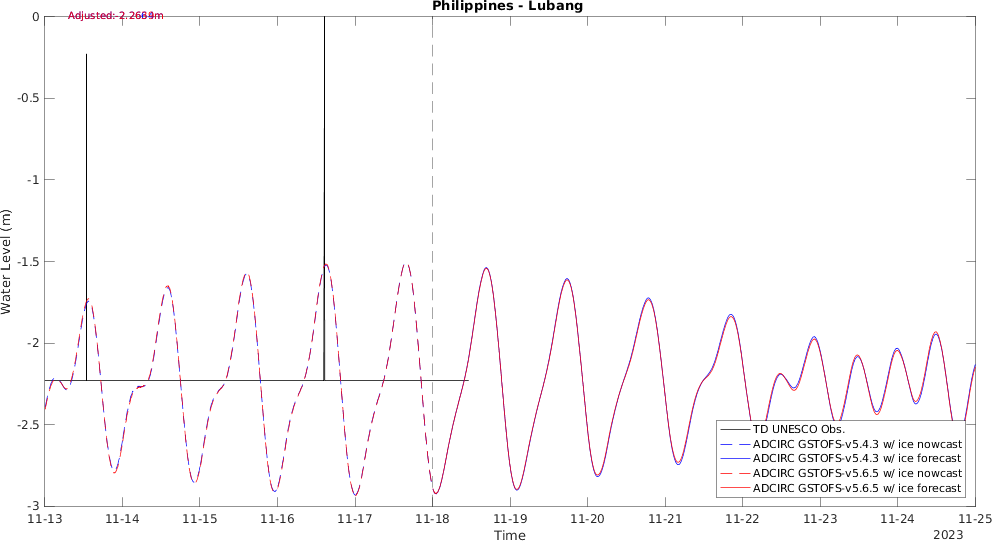 Philippines - Lubang
Adjusted: 2.2
0
-0.5
-1
-1.5
-2
-2.5
-3
Water Level (m)
11-13 11-14 11-15 11-16 11-17 11-18 11-19 11-20 11-21 11-22 11-23 11-24 11-25
Time
2023
TD UNESCO Obs.
ADCIRC GSTOFS-v5.4.3 w/ ice nowcast
ADCIRC GSTOFS-v5.4.3 w/ ice forecast
ADCIRC GSTOFS-v5.6.5 w/ ice nowcast
ADCIRC GSTOFS-v5.6.5 w/ ice forecast